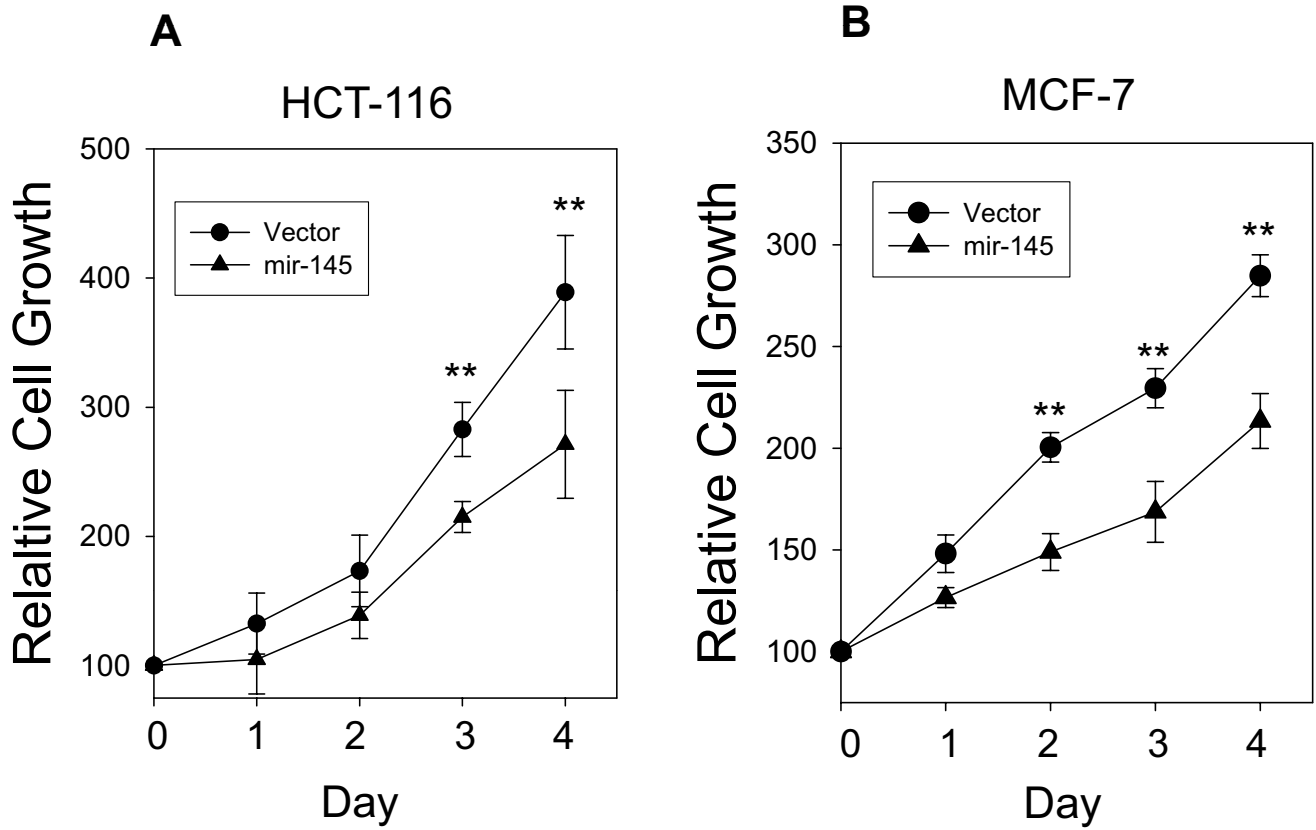 A
HCT-116
Relaltive Cell Growth
500
400
300
200
100
Vector
mir-145
**
**
0 1 2 3 4
Day
B
MCF-7
Relative Cell Growth
350
300
250
200
150
100
Vector
mir-145
**
**
**
0 1 2 3 4
Day